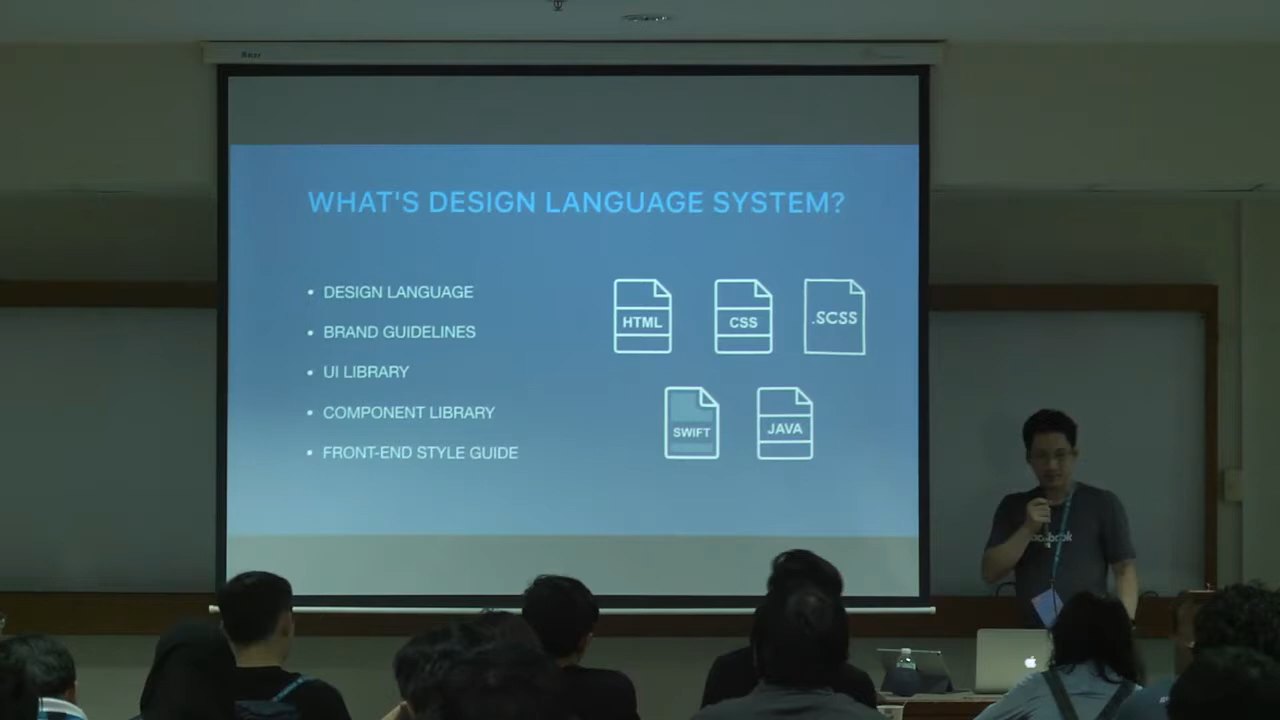 WHAT'S DESIGN LANGUAGE SYSTEM?
• DESIGN LANGUAGE
• BRAND GUIDELINES
• UI LIBRARY
• COMPONENT LIBRARY
• FRONT-END STYLE GUIDE
HTML
CSS
.SCSS
SWIFT
JAVA